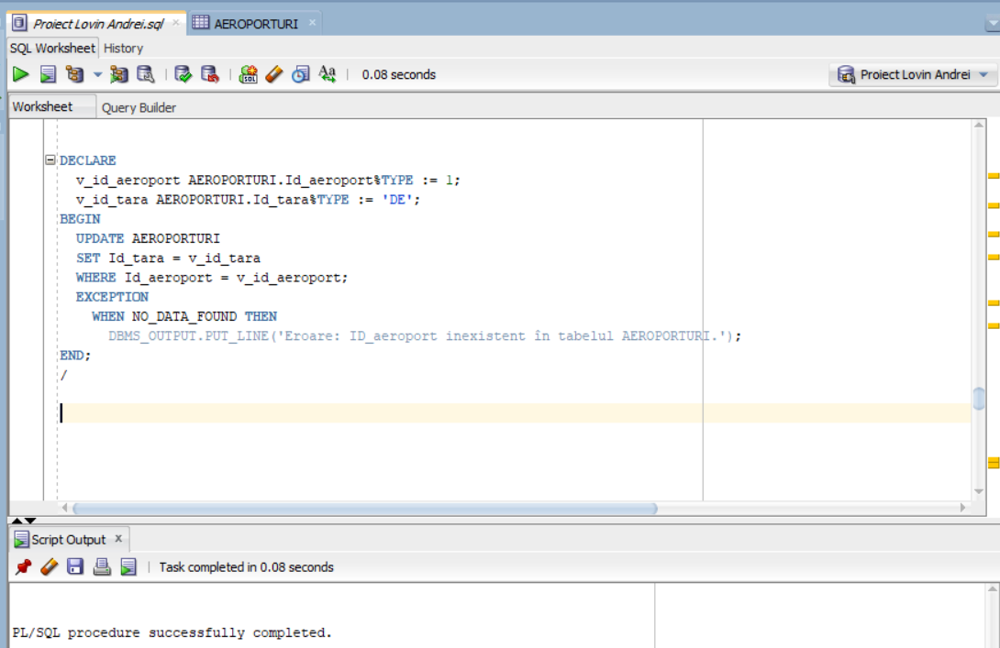 Proiect Lovin Andrei.sql
AEROPORTURI
SQL Worksheet History
0.08 seconds
Proiect Lovin Andrei
Worksheet Query Builder
DECLARE
v_id_aeroport AEROPORTURI.Id_aeroport%TYPE := 1;
v_id_tara AEROPORTURI.Id_tara%TYPE := 'DE';
BEGIN
UPDATE AEROPORTURI
SET Id_tara = v_id_tara
WHERE Id_aeroport = v_id_aeroport;
EXCEPTION
WHEN NO_DATA_FOUND THEN
DBMS_OUTPUT.PUT_LINE('Eroare: ID_aeroport inexistent în tabelul AEROPORTURI.');
END;
/
Script Output x
Task completed in 0.08 seconds
PL/SQL procedure successfully completed.